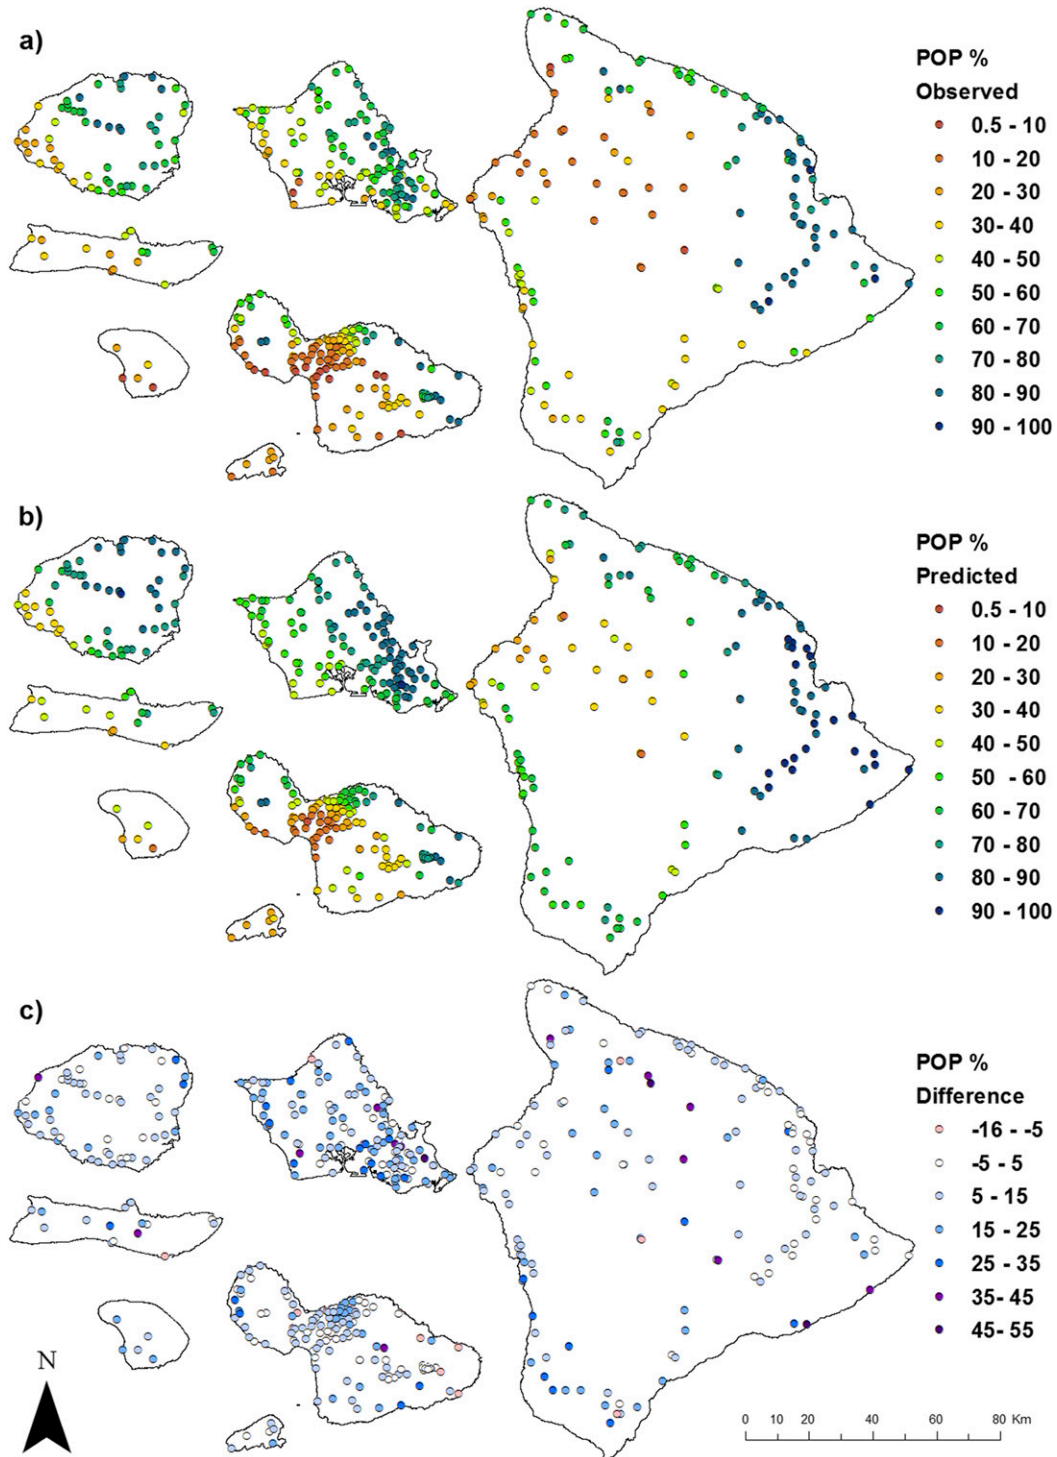 a)
POP %
Observed
0.5 - 10
10 - 20
20 - 30
30- 40
40 - 50
50 - 60
60 - 70
70 - 80
80 - 90
90 - 100
b)
POP %
Predicted
0.5 - 10
10 - 20
20 - 30
30 - 40
40 - 50
50 - 60
60 - 70
70 - 80
80 - 90
90 - 100
c)
POP %
Difference
-16 - -5
-5 - 5
5 - 15
15 - 25
25 - 35
35- 45
45- 55
N
0 10 20 40 60 80 Km